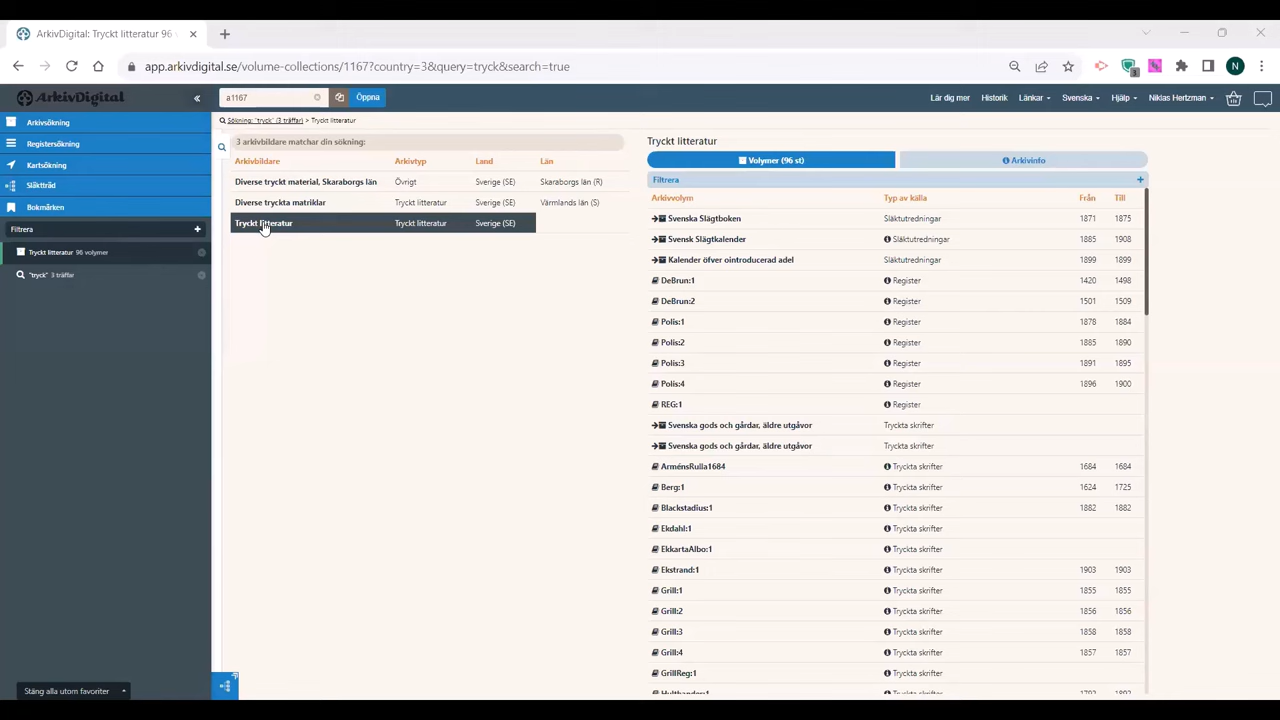 ArkivDigital: Tryckt litteratur 96
app.arkivdigital.se/volume-collections/1167?country=3&query=tryck&search=true
3
N
ArkivDigital
a1167
Öppna
Lär dig mer
Historik
Länkar
Svenska
Hjälp
Niklas Hertzman
Arkivsökning
Registersökning
Kartsökning
Släktträd
Bokmärken
Filtrera
Tryckt litteratur 96 volymer
"tryck" 3 träffar
Stäng alla utom favoriter
Sökning: "tryck" (3 träffar) > Tryckt litteratur
3 arkivbildare matchar din sökning:
Arkivbildare Arkivtyp Land Län
Diverse tryckt material, Skaraborgs län Övrigt Sverige (SE) Skaraborgs län (R)
Diverse tryckta matriklar Tryckt litteratur Sverige (SE) Värmlands län (S)
Tryckt litteratur Tryckt litteratur Sverige (SE)
Tryckt litteratur
Volymer (96 st) Arkivinfo
Filtrera
Arkivvolym Typ av källa Från Till
Svenska Slägtboken Släktutredningar 1871 1875
Svensk Slägtkalender Släktutredningar 1885 1908
Kalender öfver ointroducerad adel Släktutredningar 1899 1899
DeBrun:1 Register 1420 1498
DeBrun:2 Register 1501 1509
Polis:1 Register 1878 1884
Polis:2 Register 1885 1890
Polis:3 Register 1891 1895
Polis:4 Register 1896 1900
REG:1 Register
Svenska gods och gårdar, äldre utgåvor Tryckta skrifter
Svenska gods och gårdar, äldre utgåvor Tryckta skrifter
ArménsRulla1684 Tryckta skrifter 1684 1684
Berg:1 Tryckta skrifter 1624 1725
Blackstadius:1 Tryckta skrifter 1882 1882
Ekdahl:1 Tryckta skrifter
EkkartaAlbo:1 Tryckta skrifter
Ekstrand:1 Tryckta skrifter 1903 1903
Grill:1 Tryckta skrifter 1855 1855
Grill:2 Tryckta skrifter 1856 1856
Grill:3 Tryckta skrifter 1858 1858
Grill:4 Tryckta skrifter 1857 1857
GrillReg:1 Tryckta skrifter
Hulthander:1 Tryckta skrifter 1792 1892